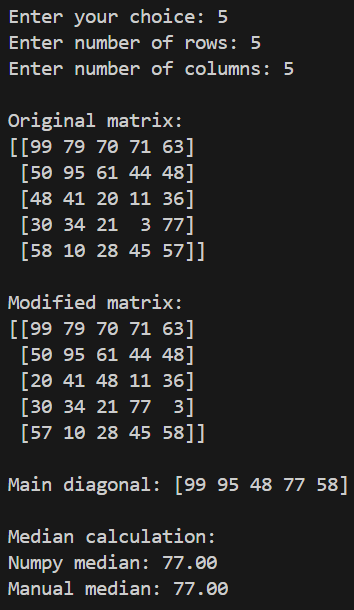 Enter your choice: 5
Enter number of rows: 5
Enter number of columns: 5
Original matrix:
[[99 79 70 71 63]
 [50 95 61 44 48]
 [48 41 20 11 36]
 [30 34 21  3 77]
 [58 10 28 45 57]]
Modified matrix:
[[99 79 70 71 63]
 [50 95 61 44 48]
 [20 41 48 11 36]
 [30 34 21 77  3]
 [57 10 28 45 58]]
Main diagonal: [99 95 48 77 58]
Median calculation:
Numpy median: 77.00
Manual median: 77.00